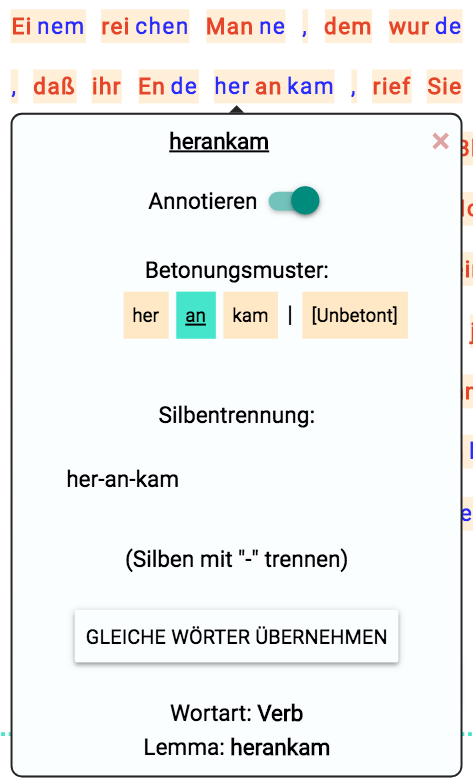 Ei nem rei chen Man ne , dem wur de
, daß ihr En de her an kam , rief Sie
herankam ×
Annotieren
Betonungsmuster:
her an kam | [Unbetont]
Silbentrennung:
her-an-kam
(Silben mit "-" trennen)
GLEICHE WÖRTER ÜBERNEHMEN
Wortart: Verb
Lemma: herankam